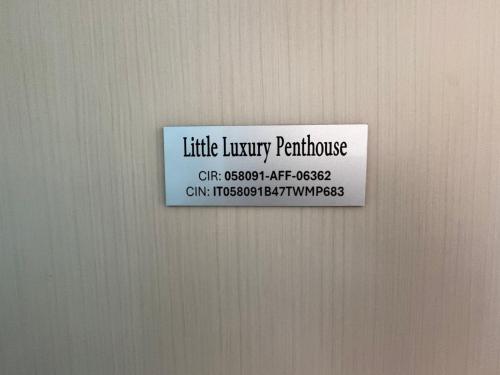 Little Luxury Penthouse
CIR: 058091-AFF-06362
CIN: IT058091B47TWMP683